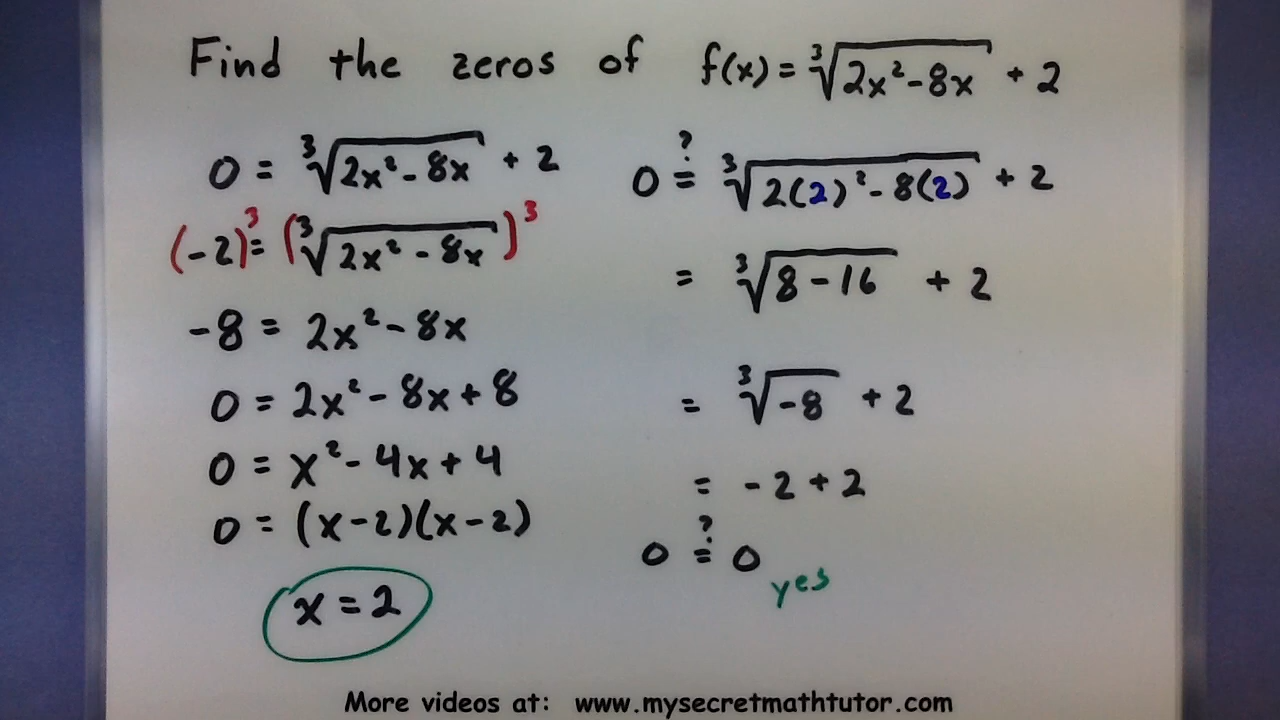 Find the zeros of f(x) = ∛(2x² - 8x) + 2
0 = ∛(2x² - 8x) + 2
(-2)³ = (∛(2x² - 8x))³
-8 = 2x² - 8x
0 = 2x² - 8x + 8
0 = x² - 4x + 4
0 = (x - 2)(x - 2)
x = 2
0 ≟ ∛(2(2)² - 8(2)) + 2
= ∛(8 - 16) + 2
= ∛(-8) + 2
= -2 + 2
0 ≟ 0 yes
More videos at: www.mysecretmathtutor.com